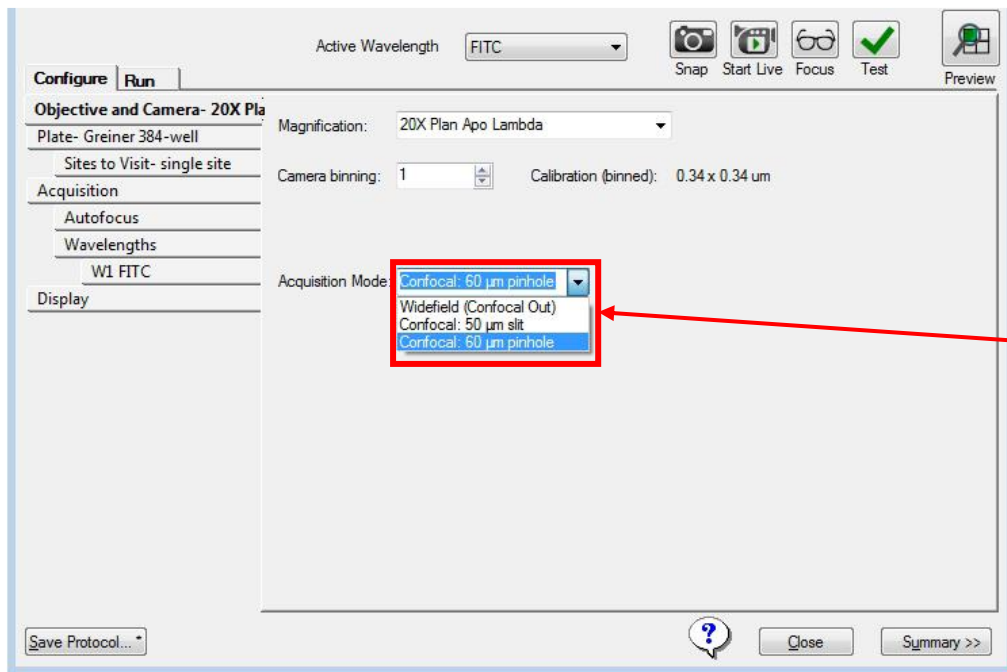 Active Wavelength FITC
Snap Start Live Focus Test Preview
Configure Run
Objective and Camera- 20X Pla
Plate- Greiner 384-well
Sites to Visit- single site
Acquisition
Autofocus
Wavelengths
W1 FITC
Display
Magnification: 20X Plan Apo Lambda
Camera binning: 1 Calibration (binned): 0.34 x 0.34 um
Acquisition Mode: Confocal: 60 µm pinhole
Widefield (Confocal Out)
Confocal: 50 µm slit
Confocal: 60 µm pinhole
Save Protocol... * ? Close Summary >>